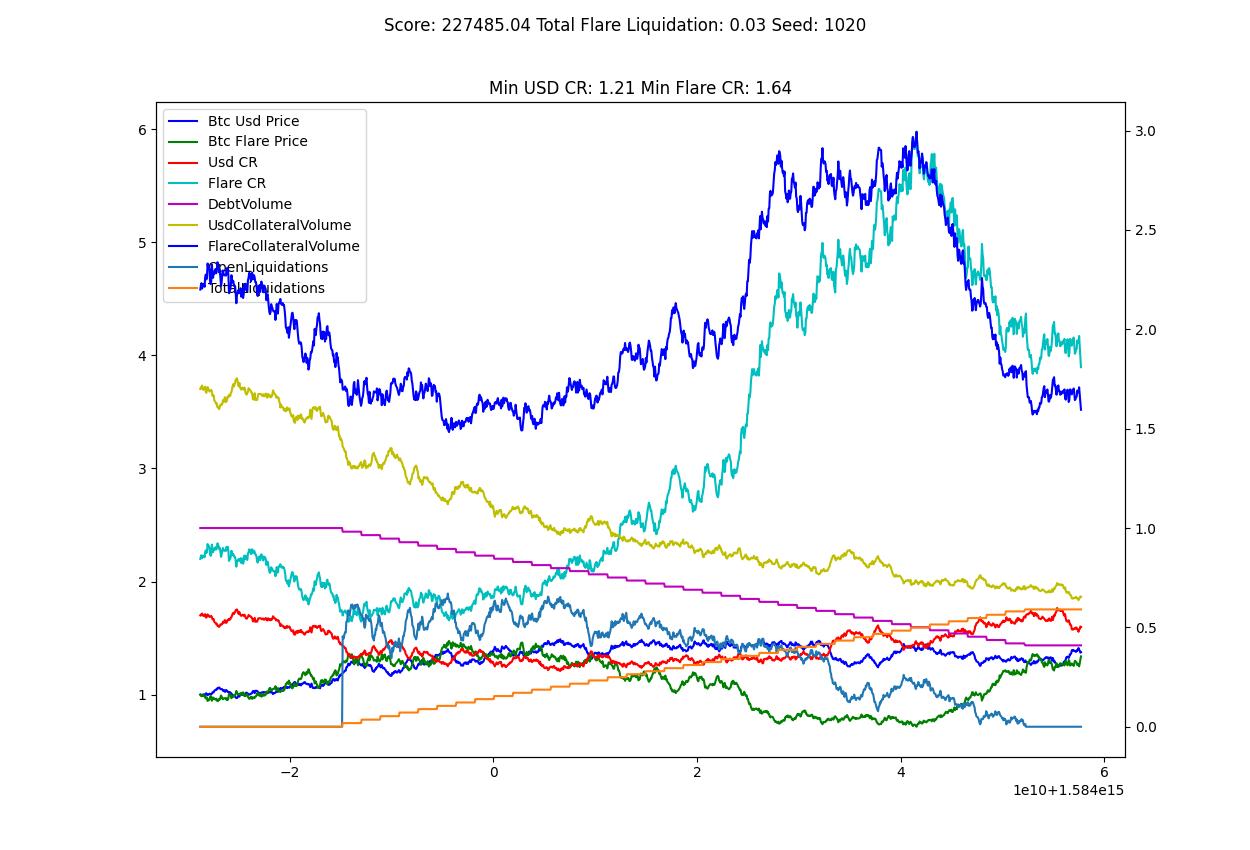 Score: 227485.04 Total Flare Liquidation: 0.03 Seed: 1020
Min USD CR: 1.21 Min Flare CR: 1.64
Btc Usd Price
Btc Flare Price
Usd CR
Flare CR
DebtVolume
UsdCollateralVolume
FlareCollateralVolume
OpenLiquidations
TotalLiquidations
6
5
4
3
2
1
3.0
2.5
2.0
1.5
1.0
0.5
0.0
−2 0 2 4 6
1e10+1.584e15